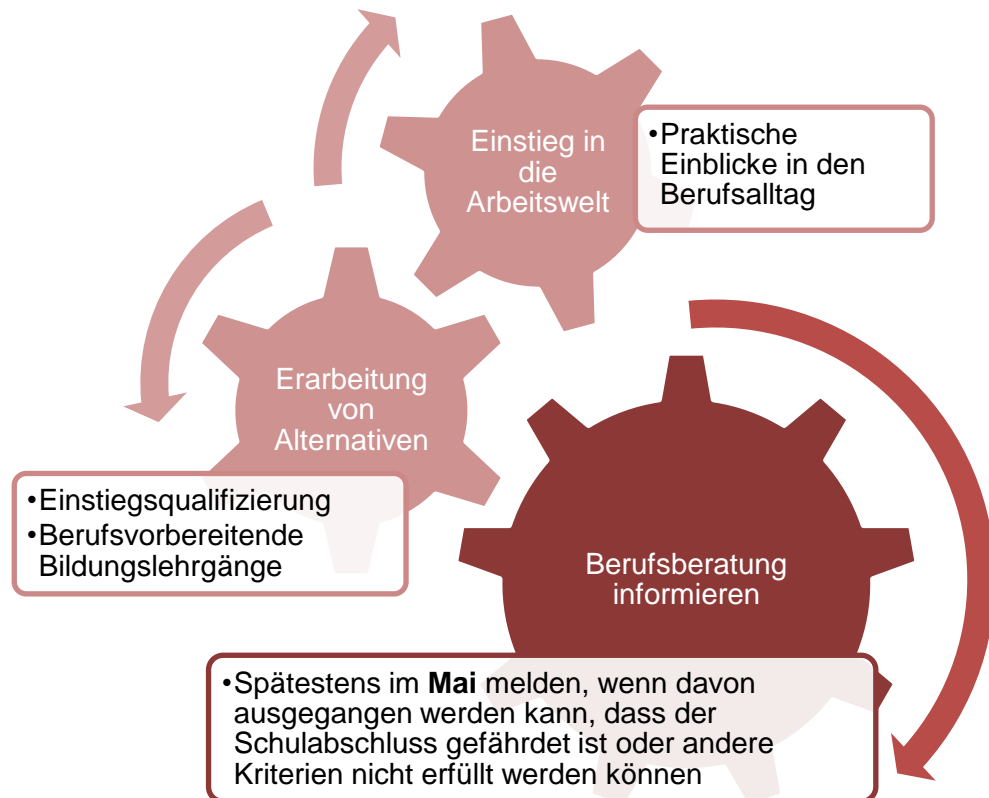 Einstieg in
die
Arbeitswelt
•Praktische
Einblicke in den
Berufsalltag
Erarbeitung
von
Alternativen
•Einstiegsqualifizierung
•Berufsvorbereitende
Bildungslehrgänge
Berufsberatung
informieren
•Spätestens im Mai melden, wenn davon
ausgegangen werden kann, dass der
Schulabschluss gefährdet ist oder andere
Kriterien nicht erfüllt werden können